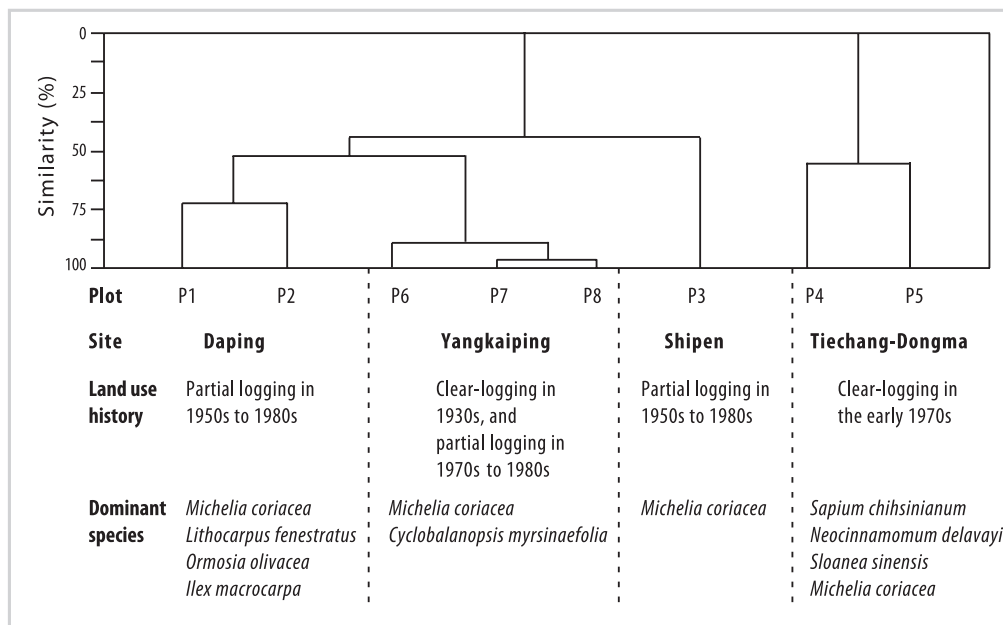 0
25
50
75
100
Similarity (%)
Plot P1 P2 P6 P7 P8 P3 P4 P5
Site Daping Yangkaiping Shipen Tiechang-Dongma
Land use history
Partial logging in
1950s to 1980s
Clear-logging in
1930s, and
partial logging in
1970s to 1980s
Partial logging in
1950s to 1980s
Clear-logging in
the early 1970s
Dominant
species
Michelia coriacea
Lithocarpus fenestratus
Ormosia olivacea
Ilex macrocarpa
Michelia coriacea
Cyclobalanopsis myrsinaefolia
Michelia coriacea
Sapium chihsinianum
Neocinnamomum delavayi
Sloanea sinensis
Michelia coriacea